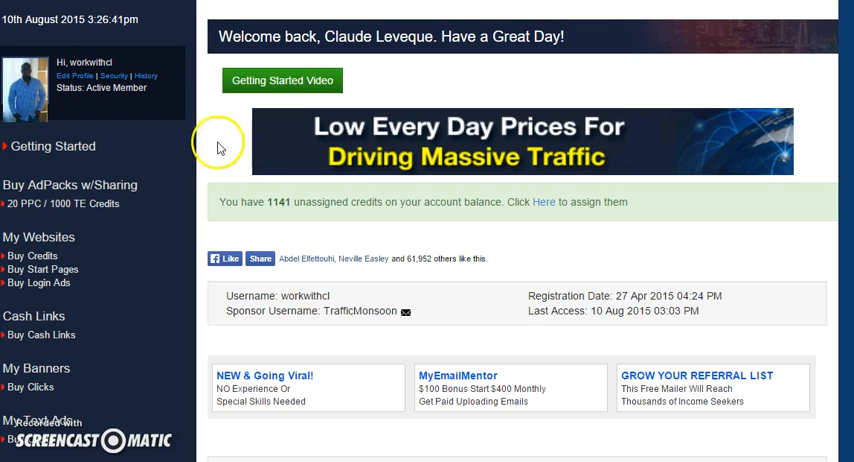 10th August 2015 3:26:41pm
Hi, workwithcl
Edit Profile | Security | History
Status: Active Member
Getting Started
Buy AdPacks w/Sharing
20 PPC / 1000 TE Credits
My Websites
Buy Credits
Buy Start Pages
Buy Login Ads
Cash Links
Buy Cash Links
My Banners
Buy Clicks
My Text Ads
Recorded with
SCREENCAST-O-MATIC
Welcome back, Claude Leveque. Have a Great Day!
Getting Started Video
Low Every Day Prices For
Driving Massive Traffic
You have 1141 unassigned credits on your account balance. Click Here to assign them
Like Share Abdel Elfettouhi, Neville Easley and 61,952 others like this.
Username: workwithcl
Sponsor Username: TrafficMonsoon
Registration Date: 27 Apr 2015 04:24 PM
Last Access: 10 Aug 2015 03:03 PM
NEW & Going Viral!
NO Experience Or
Special Skills Needed
MyEmailMentor
$100 Bonus Start $400 Monthly
Get Paid Uploading Emails
GROW YOUR REFERRAL LIST
This Free Mailer Will Reach
Thousands of Income Seekers